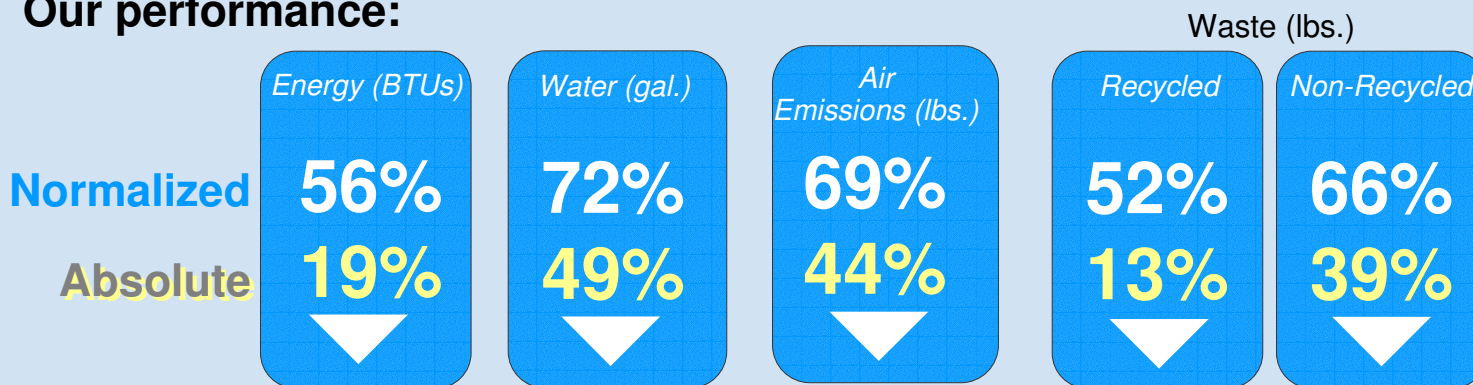 Our performance:
Waste (lbs.)
Energy (BTUs)
Water (gal.)
Air
Emissions (lbs.)
Recycled
Non-Recycled
Normalized 56% 72% 69% 52% 66%
Absolute 19% 49% 44% 13% 39%